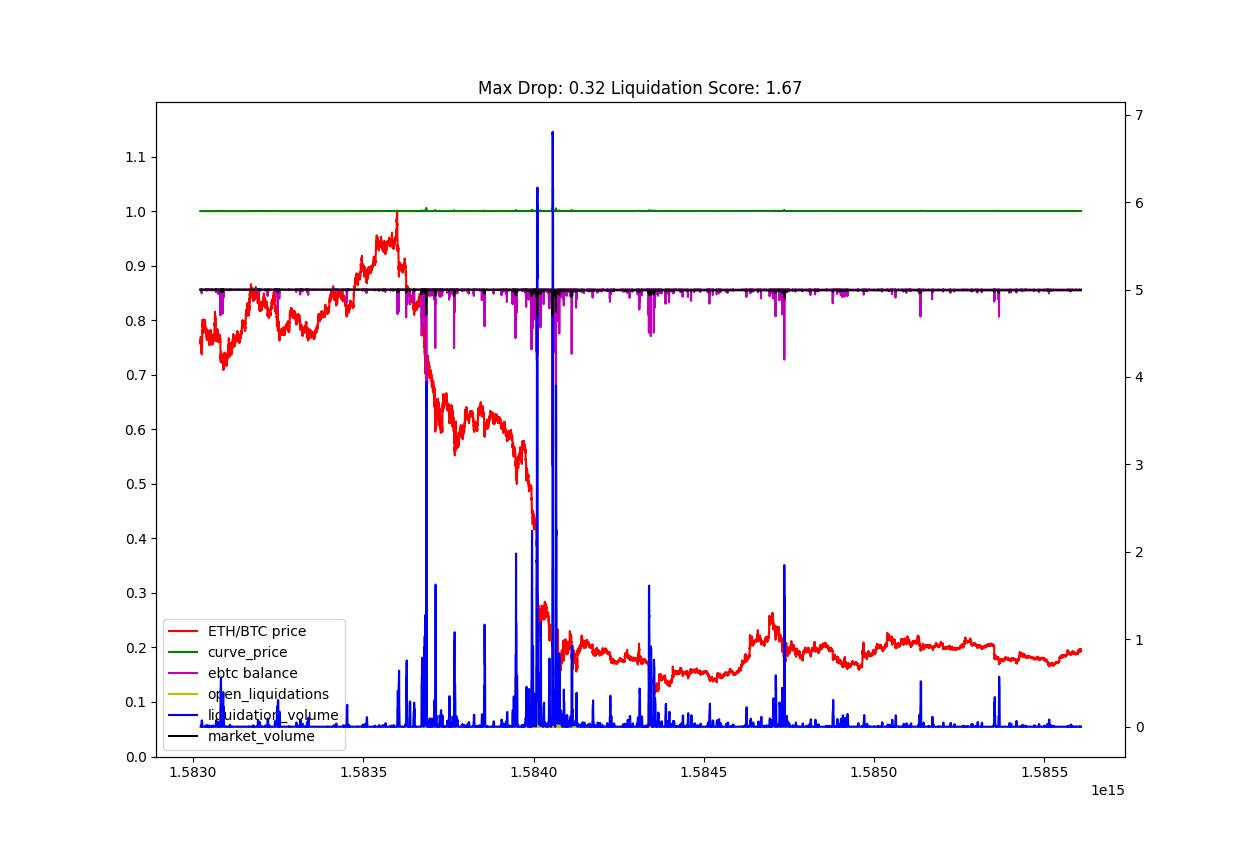 Max Drop: 0.32 Liquidation Score: 1.67
1.1
1.0
0.9
0.8
0.7
0.6
0.5
0.4
0.3
0.2
0.1
0.0
7
6
5
4
3
2
1
0
ETH/BTC price
curve_price
ebtc balance
open_liquidations
liquidation_volume
market_volume
1.5830 1.5835 1.5840 1.5845 1.5850 1.5855
1e15